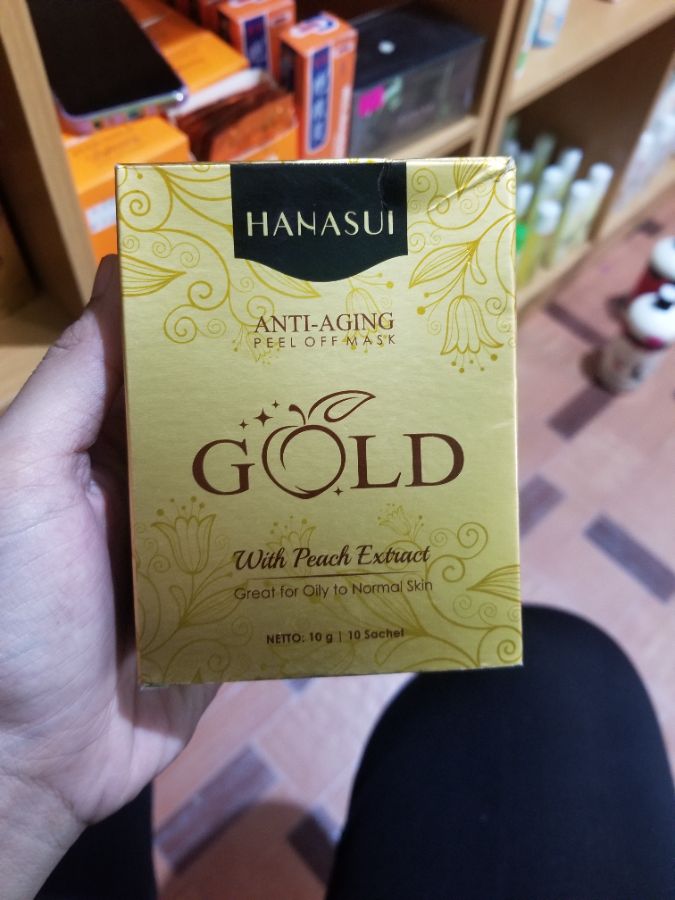 HANASUI
ANTI-AGING
PEEL OFF MASK
GOLD
With Peach Extract
Great for Oily to Normal Skin
NETTO: 10 g | 10 Sachet